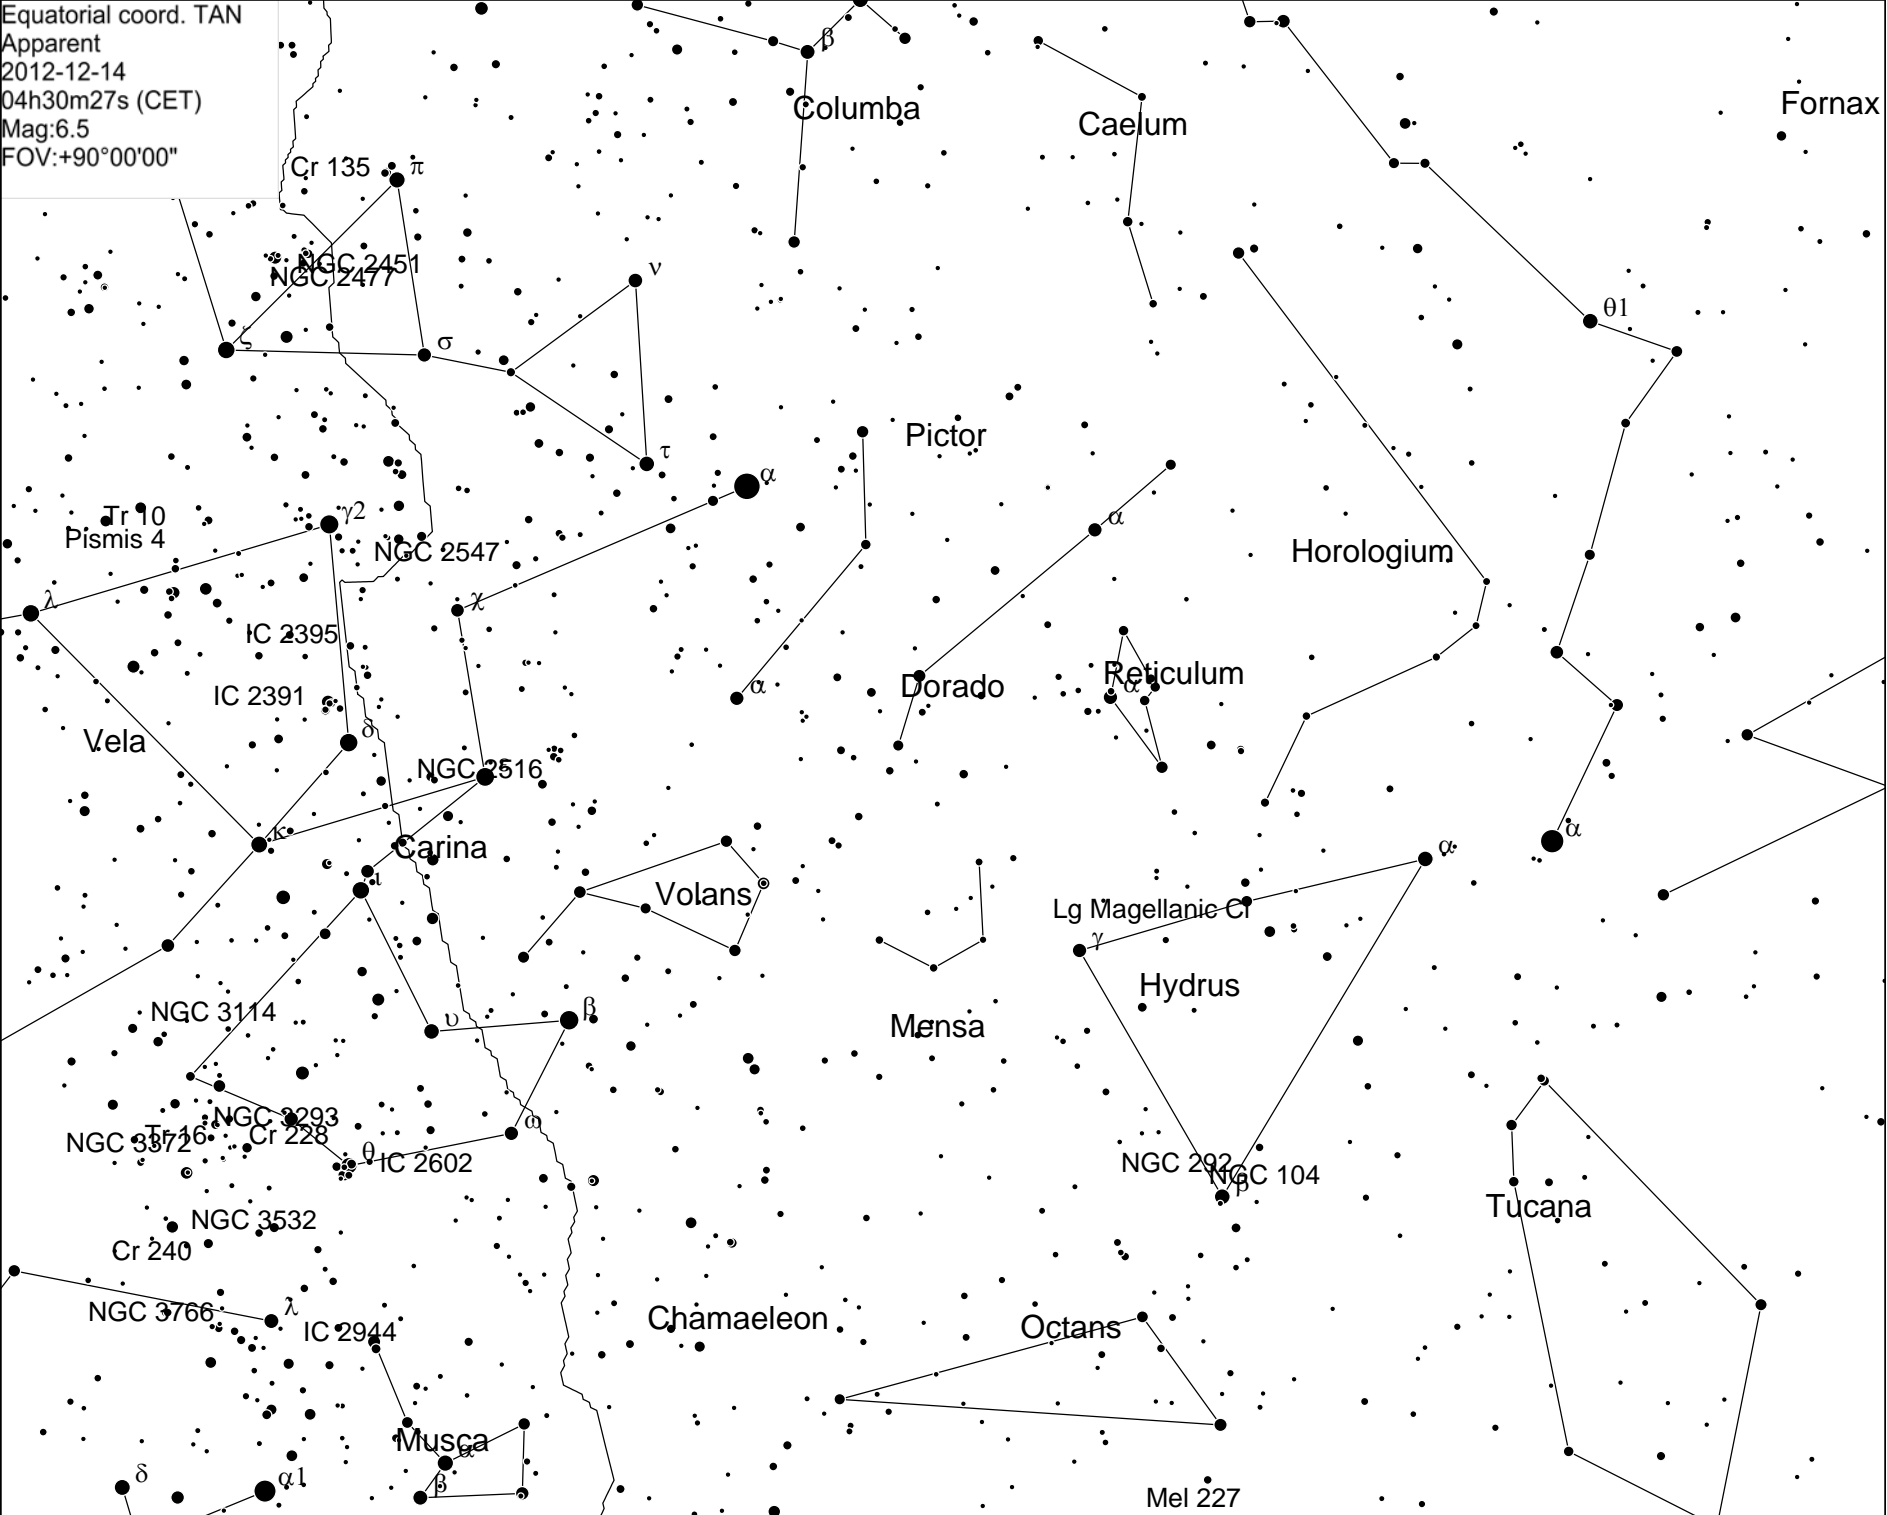 Equatorial coord. TAN
Apparent
2012-12-14
04h30m27s (CET)
Mag:6.5
FOV:+90°00'00"
β
Columba
Caelum
Fornax
Cr 135
π
NGC 2451
NGC 2477
ν
θ1
ζ
σ
Pictor
τ
α
Tr 10
γ2
Pismis 4
NGC 2547
α
Horologium
λ
χ
IC 2395
Reticulum
IC 2391
α
Dorado
α
Vela
δ
NGC 2516
κ
Carina
α
α
ι
Volans
Lg Magellanic Cl
γ
Hydrus
NGC 3114
υ
β
Mensa
NGC 3293
ω
Tr 16
Cr 228
NGC 3372
θ
IC 2602
NGC 292
NGC 104
β
Tucana
NGC 3532
Cr 240
NGC 3766
λ
IC 2944
Chamaeleon
Octans
Musca
α
δ
α1
β
Mel 227